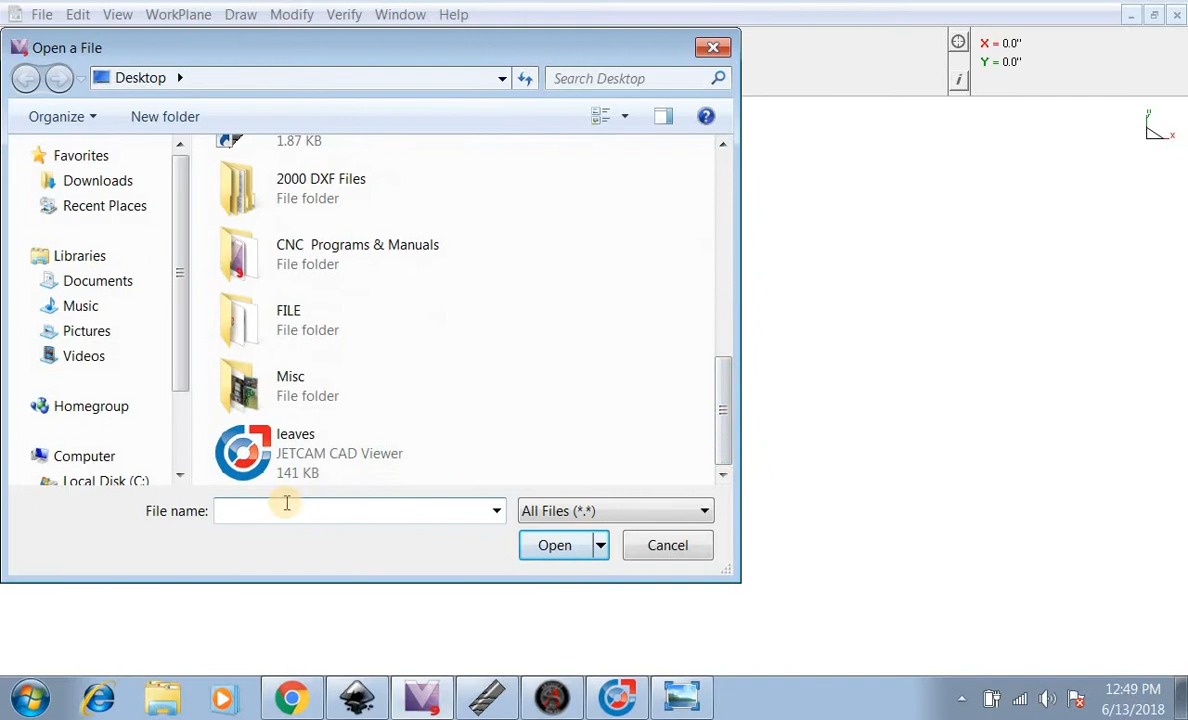 File Edit View WorkPlane Draw Modify Verify Window Help
Open a File
X = 0.0"
Y = 0.0"
Desktop
Search Desktop
Organize New folder
y
x
Favorites
Downloads
Recent Places
Libraries
Documents
Music
Pictures
Videos
Homegroup
Computer
Local Disk (C:)
1.87 KB
2000 DXF Files
File folder
CNC Programs & Manuals
File folder
FILE
File folder
Misc
File folder
leaves
JETCAM CAD Viewer
141 KB
File name:
All Files (*.*)
Open Cancel
12:49 PM
6/13/2018